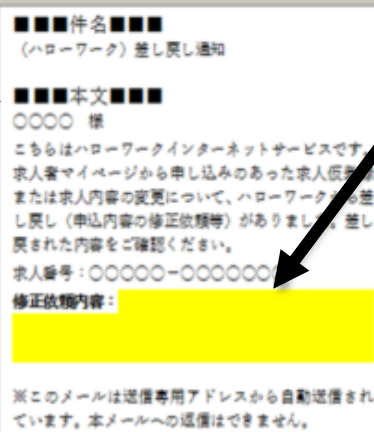 ■■■件名■■■
（ハローワーク）差し戻し通知
■■■本文■■■
○○○○ 様
こちらはハローワークインターネットサービスです。
求人者マイページから申し込みのあった求人仮登録
または求人内容の変更について、ハローワークから差
し戻し（申込内容の修正依頼等）がありました。差し
戻された内容をご確認ください。
求人番号：○○○○○－○○○○○○○
修正依頼内容：
※このメールは送信専用アドレスから自動送信され
ています。本メールへの返信はできません。